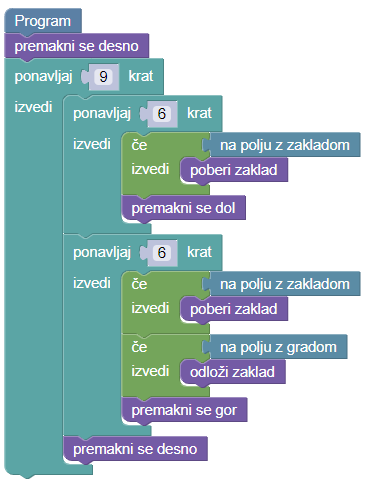 Program
premakni se desno
ponavljaj 9 krat
izvedi ponavljaj 6 krat
izvedi če na polju z zakladom
izvedi poberi zaklad
premakni se dol
ponavljaj 6 krat
izvedi če na polju z zakladom
izvedi poberi zaklad
če na polju z gradom
izvedi odloži zaklad
premakni se gor
premakni se desno